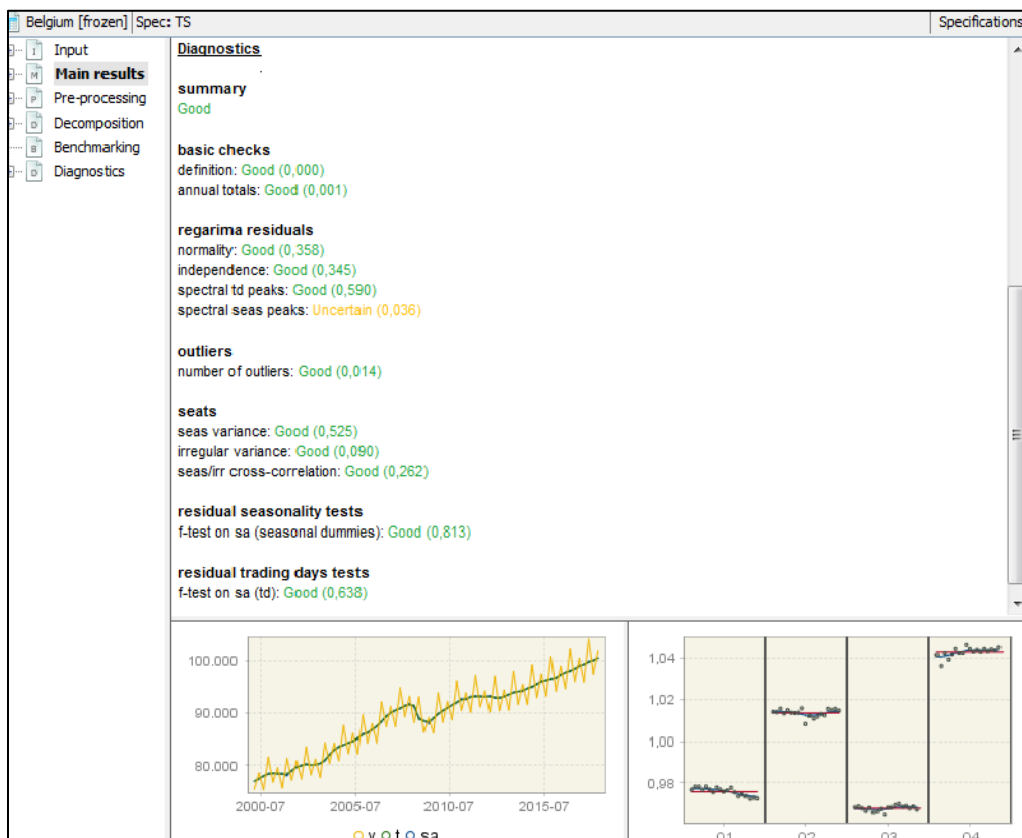 Belgium [frozen] Spec: TS Specifications
I Input
M Main results
P Pre-processing
D Decomposition
B Benchmarking
D Diagnostics
Diagnostics
summary
Good
basic checks
definition: Good (0,000)
annual totals: Good (0,001)
regarima residuals
normality: Good (0,358)
independence: Good (0,345)
spectral td peaks: Good (0,590)
spectral seas peaks: Uncertain (0,036)
outliers
number of outliers: Good (0,014)
seats
seas variance: Good (0,525)
irregular variance: Good (0,090)
seas/irr cross-correlation: Good (0,262)
residual seasonality tests
f-test on sa (seasonal dummies): Good (0,813)
residual trading days tests
f-test on sa (td): Good (0,638)
100.000
90.000
80.000
2000-07 2005-07 2010-07 2015-07
y t sa
1,04
1,02
1,00
0,98
Q1 Q2 Q3 Q4